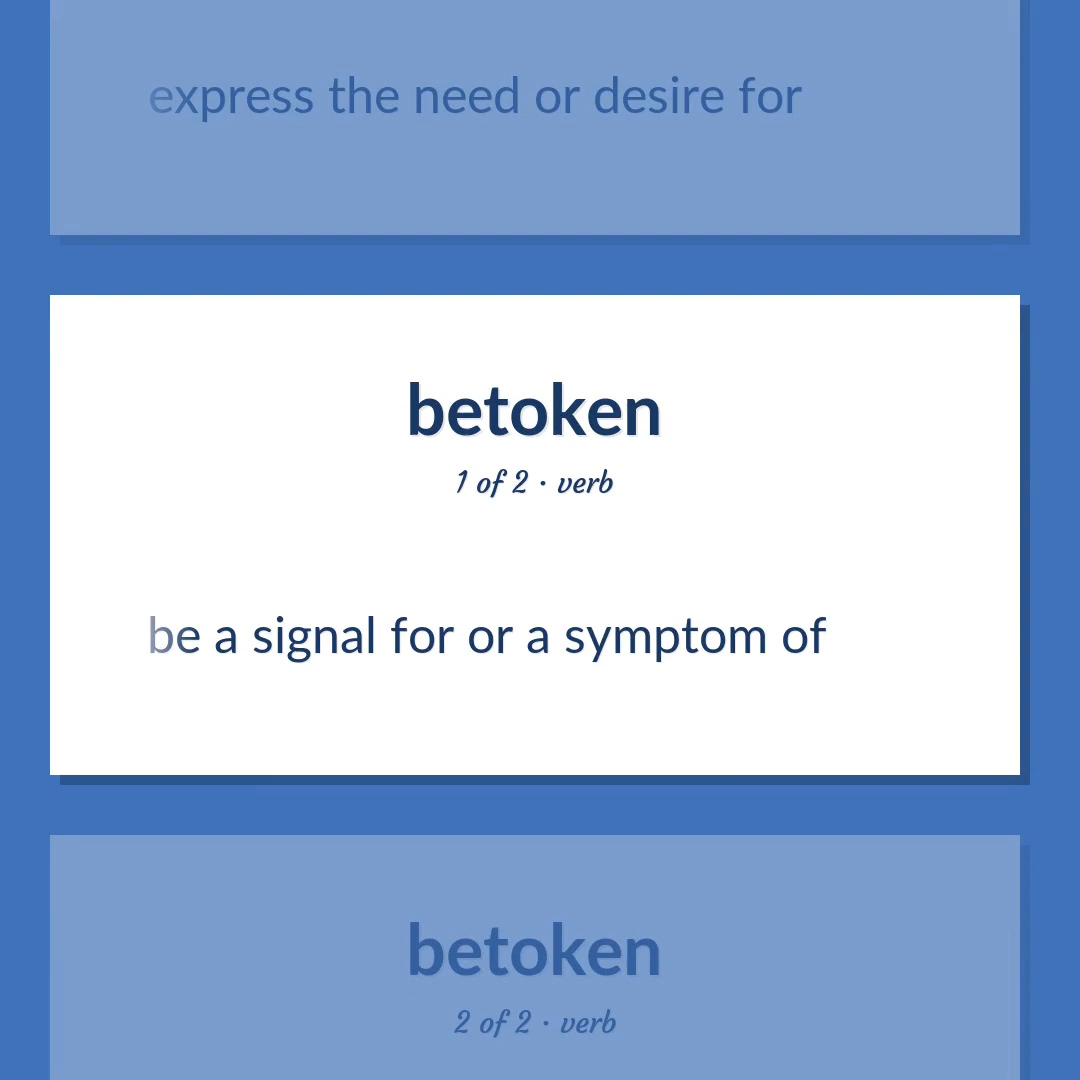 express the need or desire for
betoken
1 of 2 · verb
be a signal for or a symptom of
betoken
2 of 2 · verb